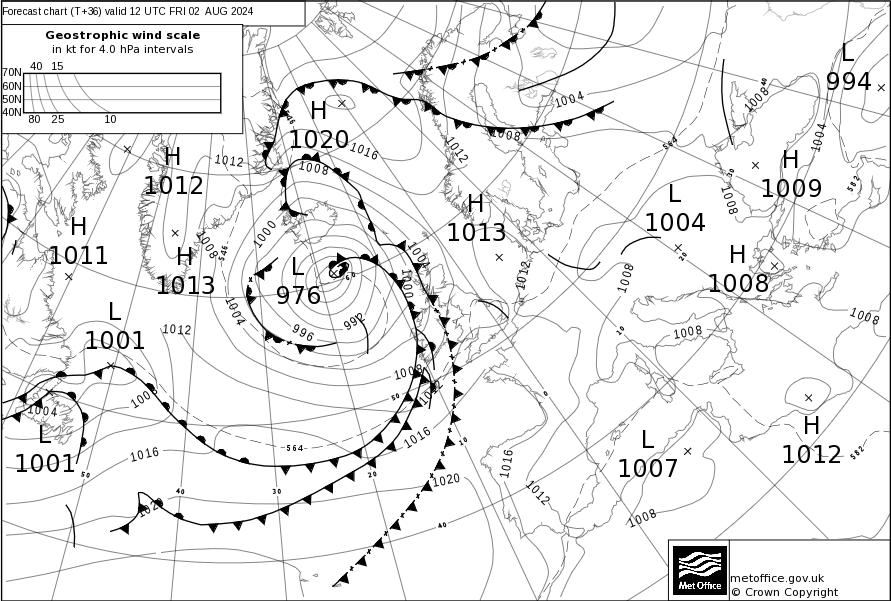 Forecast chart (T+36) valid 12 UTC FRI 02 AUG 2024
Geostrophic wind scale
in kt for 4.0 hPa intervals
40 15
70N
60N
50N
40N
80 25 10
L
994
H
1020
1004
1008
1008
1004
1012
1016
564
H
1012
1012
1008
H
1009
582
L
1004
1008
H
1013
H
1011
H
1013
1008
546
1000
L
976
1004
1000
1012
1008
H
1008
20
L
1001
1012
1004
996
992
1008
1008
1008
10
1004
1008
1012
50
0
L
1001
1016
564
1016
1016
10
L
1007
H
1012
582
50
40
30
20
1020
1020
1012
1008
40
Met Office
metoffice.gov.uk
© Crown Copyright